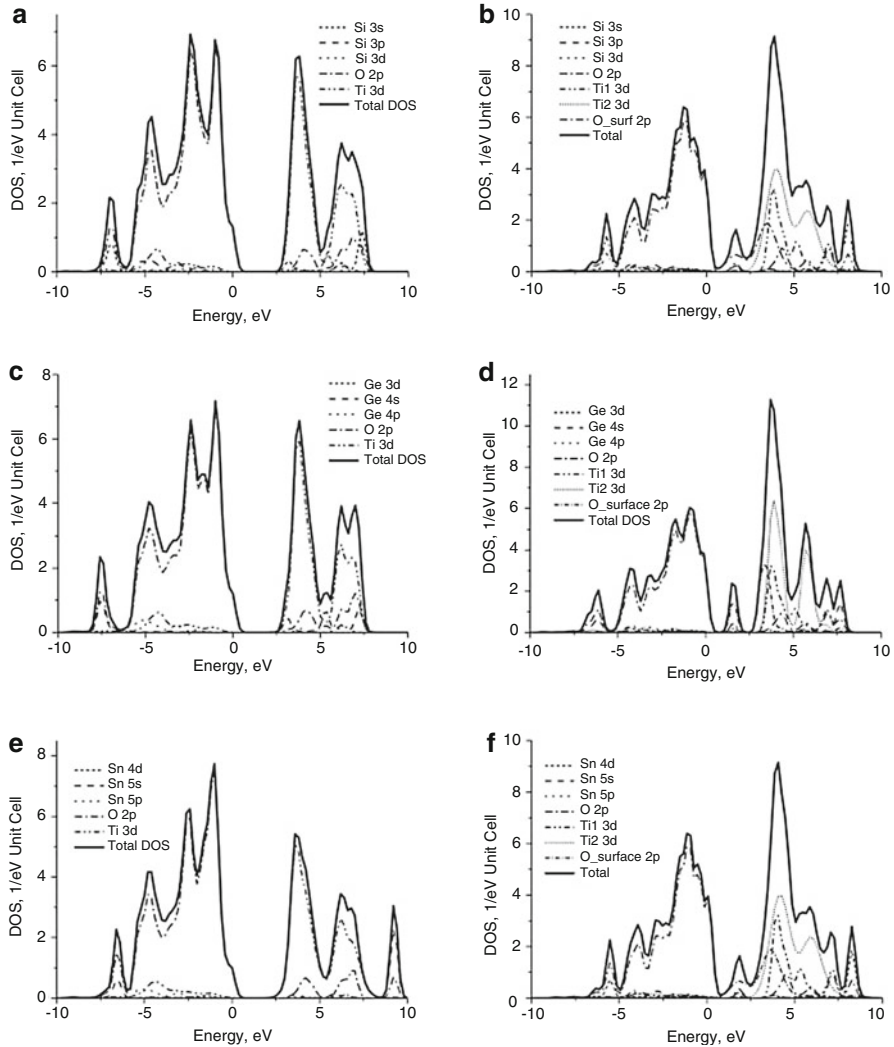 a
DOS, 1/eV Unit Cell
6
4
2
0
Si 3s
Si 3p
Si 3d
O 2p
Ti 3d
Total DOS
-10
-5
0
5
10
Energy, eV
b
DOS, 1/eV Unit Cell
10
8
6
4
2
0
Si 3s
Si 3p
Si 3d
O 2p
Ti1 3d
Ti2 3d
O_surf 2p
Total
-10
-5
0
5
10
Energy, eV
c
DOS, 1/eV Unit Cell
8
6
4
2
0
Ge 3d
Ge 4s
Ge 4p
O 2p
Ti 3d
Total DOS
-10
-5
0
5
10
Energy, eV
d
DOS, 1/eV Unit Cell
12
10
8
6
4
2
0
Ge 3d
Ge 4s
Ge 4p
O 2p
Ti1 3d
Ti2 3d
O_surface 2p
Total DOS
-10
-5
0
5
10
Energy, eV
e
DOS, 1/eV Unit Cell
8
6
4
2
0
Sn 4d
Sn 5s
Sn 5p
O 2p
Ti 3d
Total DOS
-10
-5
0
5
10
Energy, eV
f
DOS, 1/eV Unit Cell
10
8
6
4
2
0
Sn 4d
Sn 5s
Sn 5p
O 2p
Ti1 3d
Ti2 3d
O_surface 2p
Total
-10
-5
0
5
10
Energy, eV